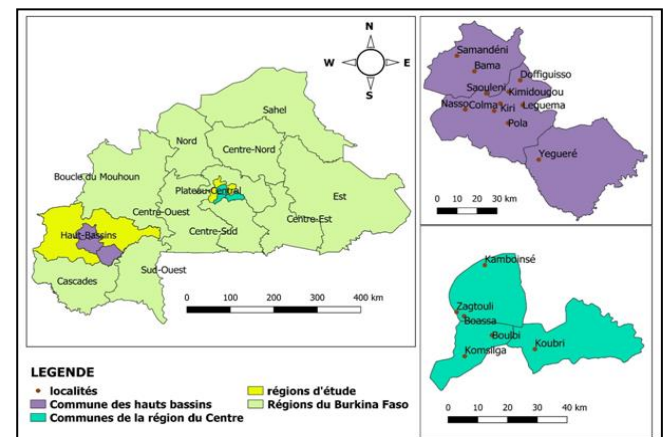 N
W E
S
Sahel
Nord
Centre-Nord
Boucle du Mouhoun
Plateau-Central
Est
Centre-Ouest
Centre-Est
Haut-Bassins
Centre-Sud
Sud-Ouest
Cascades
0 100 200 300 400 km
Samandéni
Bama
Doffiguisso
Saouleni
Kimidougou
Nasso
Colma
Kiri
Leguema
Pola
Yegueré
0 10 20 30 km
Kamboinsé
Zagtouli
Boassa
Boulbi
Koubri
Komsilga
0 10 20 30 40 km
LEGENDE
localités
régions d'étude
Commune des hauts bassins
Régions du Burkina Faso
Communes de la région du Centre